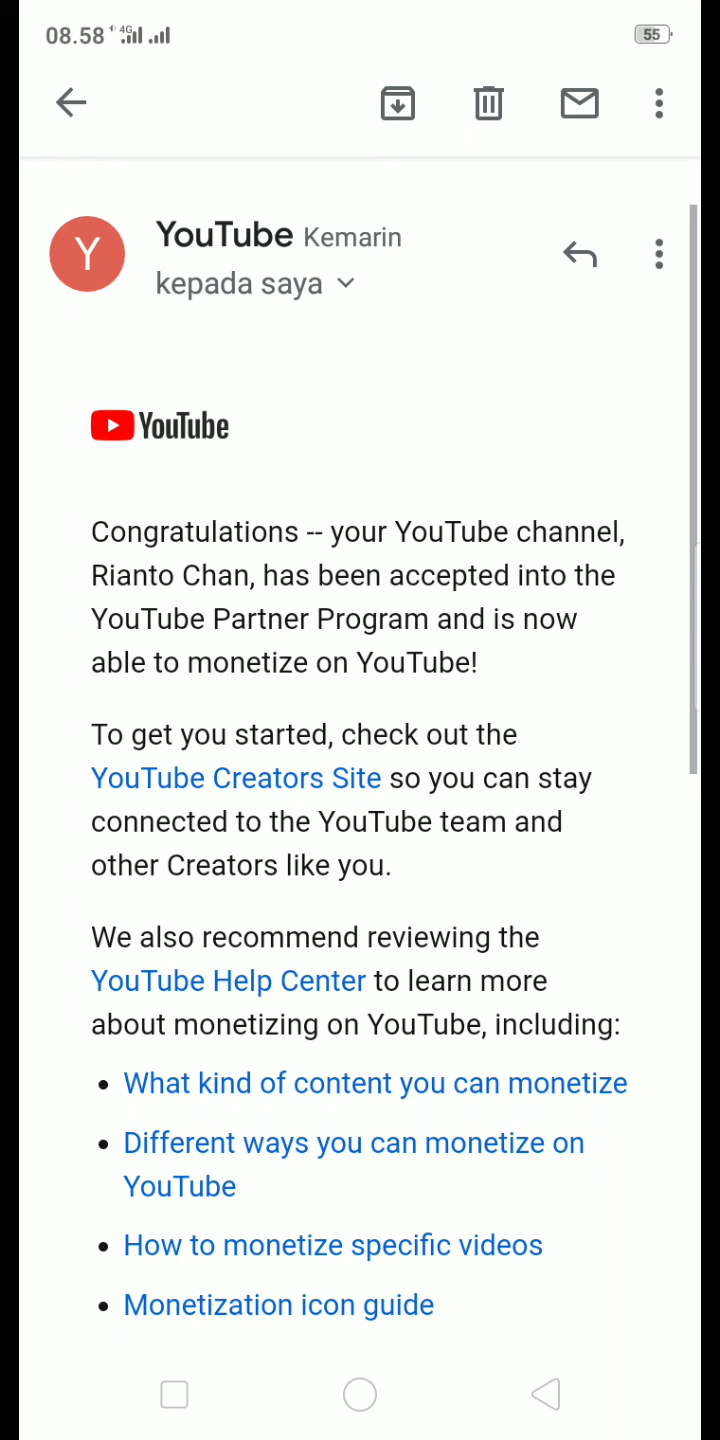 08.58 4G 55
YouTube Kemarin
Y
kepada saya
YouTube
Congratulations -- your YouTube channel,
Rianto Chan, has been accepted into the
YouTube Partner Program and is now
able to monetize on YouTube!
To get you started, check out the
YouTube Creators Site so you can stay
connected to the YouTube team and
other Creators like you.
We also recommend reviewing the
YouTube Help Center to learn more
about monetizing on YouTube, including:
• What kind of content you can monetize
• Different ways you can monetize on
YouTube
• How to monetize specific videos
• Monetization icon guide